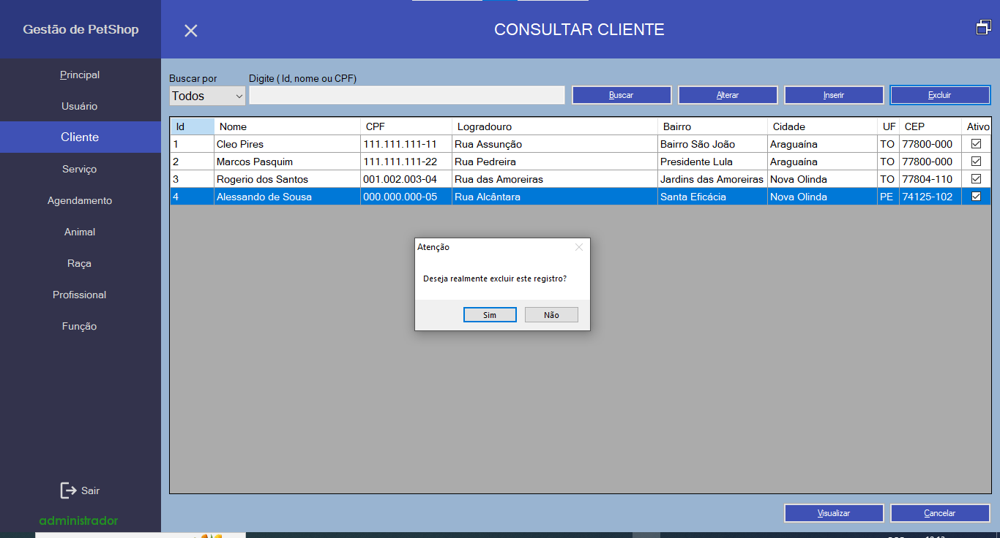 Gestão de PetShop
CONSULTAR CLIENTE
Principal
Usuário
Cliente
Serviço
Agendamento
Animal
Raça
Profissional
Função
Sair
administrador
Buscar por
Digite ( Id, nome ou CPF)
Todos
Buscar
Alterar
Inserir
Excluir
Id Nome CPF Logradouro Bairro Cidade UF CEP Ativo
1 Cleo Pires 111.111.111-11 Rua Assunção Bairro São João Araguaína TO 77800-000
2 Marcos Pasquim 111.111.111-22 Rua Pedreira Presidente Lula Araguaína TO 77800-000
3 Rogerio dos Santos 001.002.003-04 Rua das Amoreiras Jardins das Amoreiras Nova Olinda TO 77804-110
4 Alessando de Sousa 000.000.000-05 Rua Alcântara Santa Eficácia Nova Olinda PE 74125-102
Atenção
Deseja realmente excluir este registro?
Sim
Não
Visualizar
Cancelar